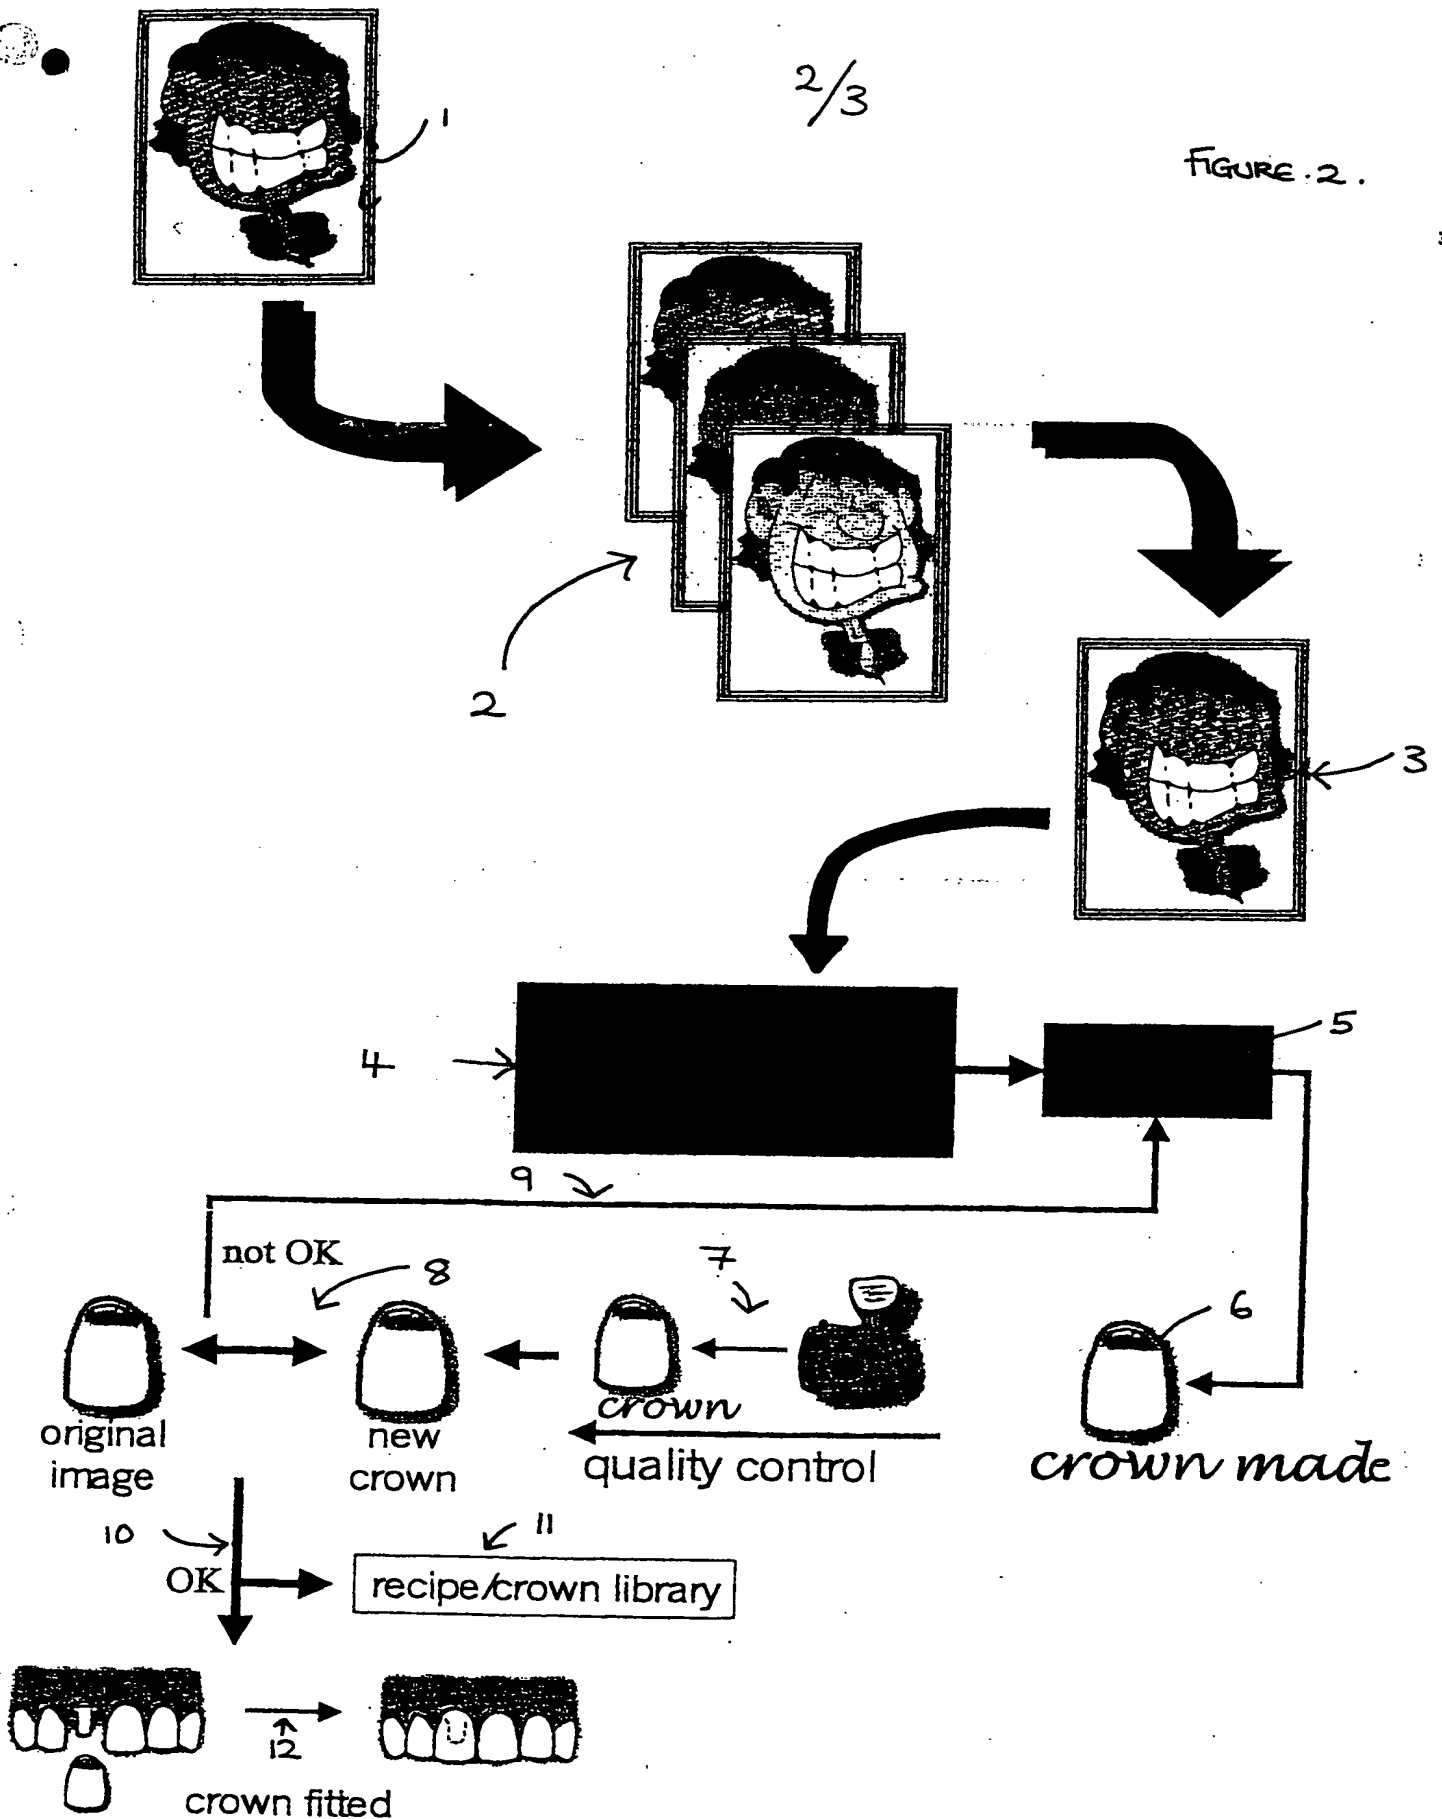 2/3
FIGURE.2.
1
2
3
4
5
9
not OK
8
7
6
crown
original
image
new
crown
quality control
crown made
10
11
OK
recipe/crown library
12
crown fitted